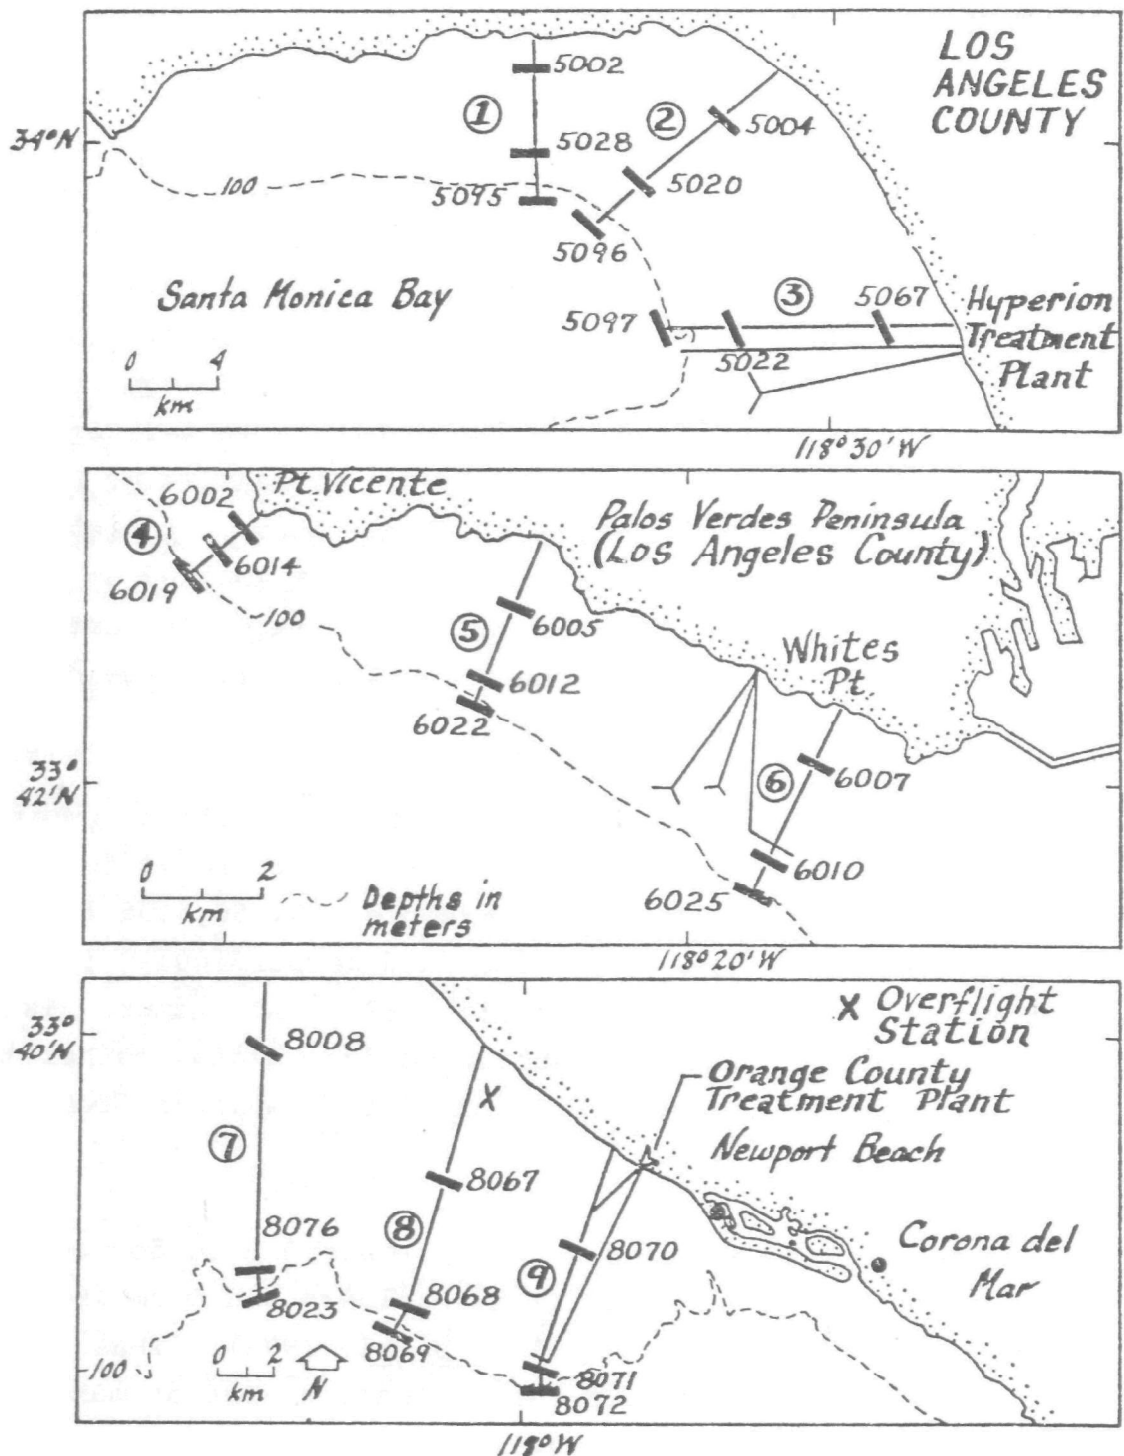 LOS
ANGELES
COUNTY
5002
1
2
5004
34°N
5028
100
5095
5020
5096
Santa Monica Bay
3
5067
Hyperion
Treatment
Plant
5097
5022
0 4
km
118°30'W
6002
Pt. Vicente
Palos Verdes Peninsula
(Los Angeles County)
4
6014
6019
100
5
6005
Whites
Pt.
6012
6022
33°
42'N
6
6007
6010
6025
0 2
km
Depths in
meters
118°20'W
33°
40'N
8008
X Overflight
Station
X
Orange County
Treatment Plant
Newport Beach
7
8067
8076
8
8070
Corona del
Mar
9
8023
8068
8069
100
0 2
km
N
8071
8072
118°W